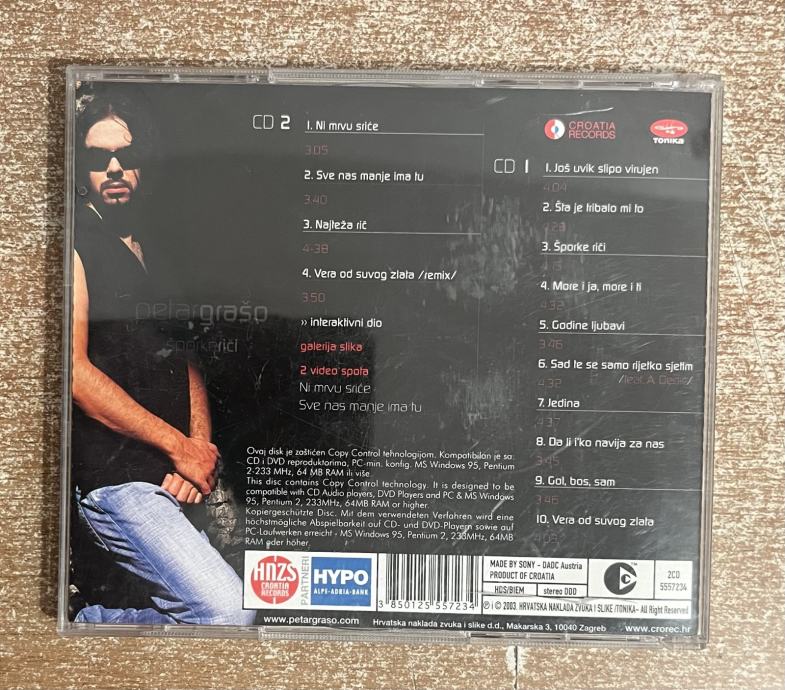 CD 2
1. Ni mrvu sriće
3.05
2. Sve nas manje ima tu
3.40
3. Najteža rič
4-38
4. Vera od suvog zlata /remix/
3.50
›› interaktivni dio
galerija slika
2 video spota
Ni mrvu sriće
Sve nas manje ima tu
petargrašo
šporkeriči
CROATIA
RECORDS
TONIKA
CD 1
1. Još uvik slipo virujen
4.04
2. Šta je tribalo mi to
3. Šporke riči
4. More i ja, more i ti
4.32
5. Godine ljubavi
3.46
6. Sad te se samo rijetko sjetim
4.32 /feat.A.Dedić/
7. Jedina
4.37
8. Da li i'ko navija za nas
3.45
9. Gol, bos, sam
3.46
10. Vera od suvog zlata
4.03
Ovaj disk je zaštićen Copy Control tehnologijom. Kompatibilan je sa:
CD i DVD reproduktorima, PC-min. konfig. MS Windows 95, Pentium
2-233 MHz, 64 MB RAM ili više.
This disc contains Copy Control technology. It is designed to be
compatible with CD Audio players, DVD Players and PC & MS Windows
95, Pentium 2, 233MHz, 64MB RAM or higher.
Kopiergeschützte Disc. Mit dem verwendeten Verfahren wird eine
höchstmögliche Abspielbarkeit auf CD- und DVD-Playern sowie auf
PC-Laufwerken erreicht - MS Windows 95, Pentium 2, 233MHz, 64MB
RAM oder höher.
HNZS
CROATIA
RECORDS
PARTNERI
HYPO
ALPE-ADRIA-BANK
3 850125 557234
MADE BY SONY - DADC Austria
PRODUCT OF CROATIA
HDS/BIEM
stereo DDD
2CD
5557234
℗ i © 2003. HRVATSKA NAKLADA ZVUKA I SLIKE /TONIKA- All Right Reserved
www.petargraso.com
Hrvatska naklada zvuka i slike d.d., Makarska 3, 10040 Zagreb
www.crorec.hr